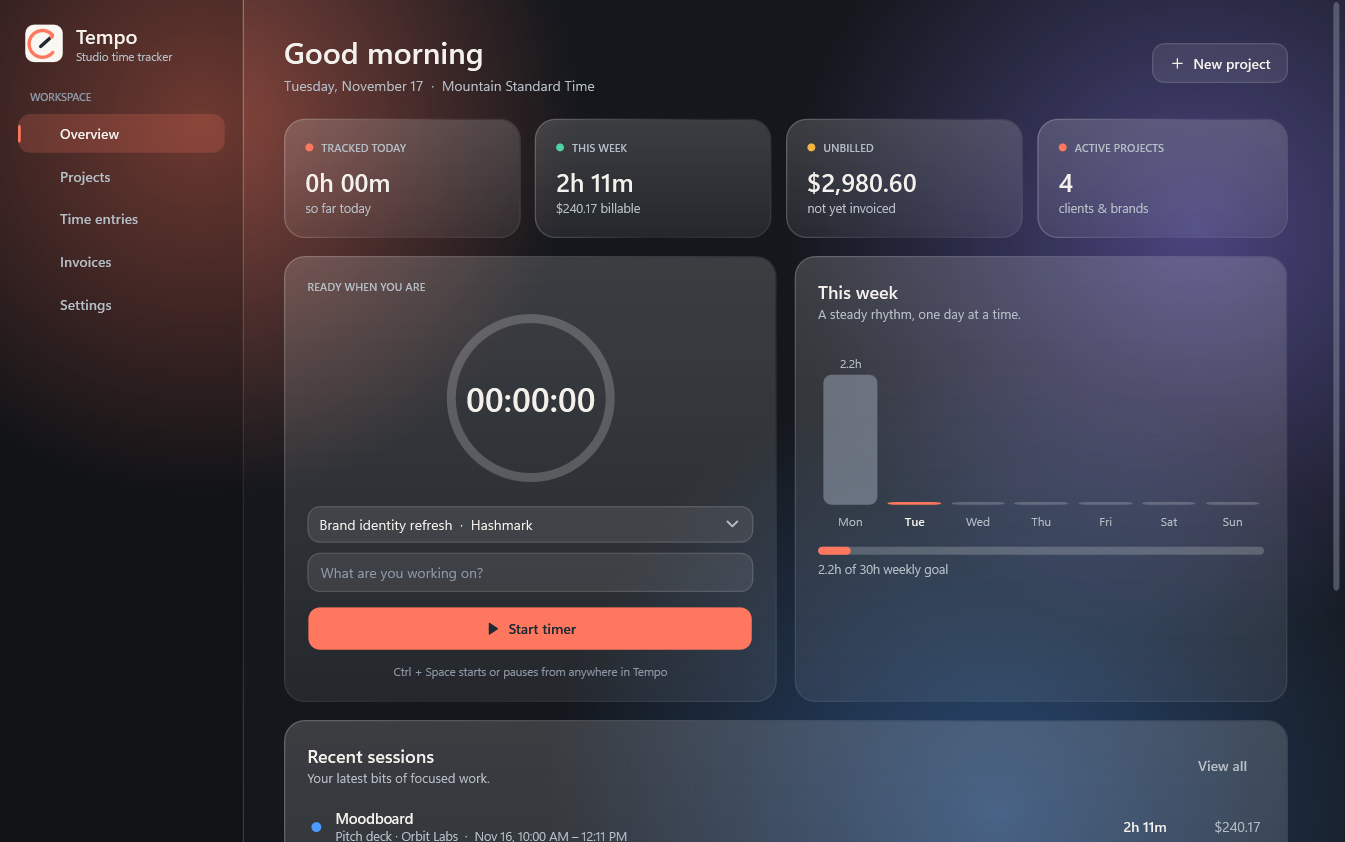 Tempo
Studio time tracker
WORKSPACE
Overview
Projects
Time entries
Invoices
Settings
Good morning
Tuesday, November 17 · Mountain Standard Time
+ New project
TRACKED TODAY
0h 00m
so far today
THIS WEEK
2h 11m
$240.17 billable
UNBILLED
$2,980.60
not yet invoiced
ACTIVE PROJECTS
4
clients & brands
READY WHEN YOU ARE
00:00:00
Brand identity refresh · Hashmark
What are you working on?
Start timer
Ctrl + Space starts or pauses from anywhere in Tempo
This week
A steady rhythm, one day at a time.
2.2h
Mon Tue Wed Thu Fri Sat Sun
2.2h of 30h weekly goal
Recent sessions
Your latest bits of focused work.
View all
Moodboard
Pitch deck · Orbit Labs · Nov 16, 10:00 AM – 12:11 PM
2h 11m $240.17